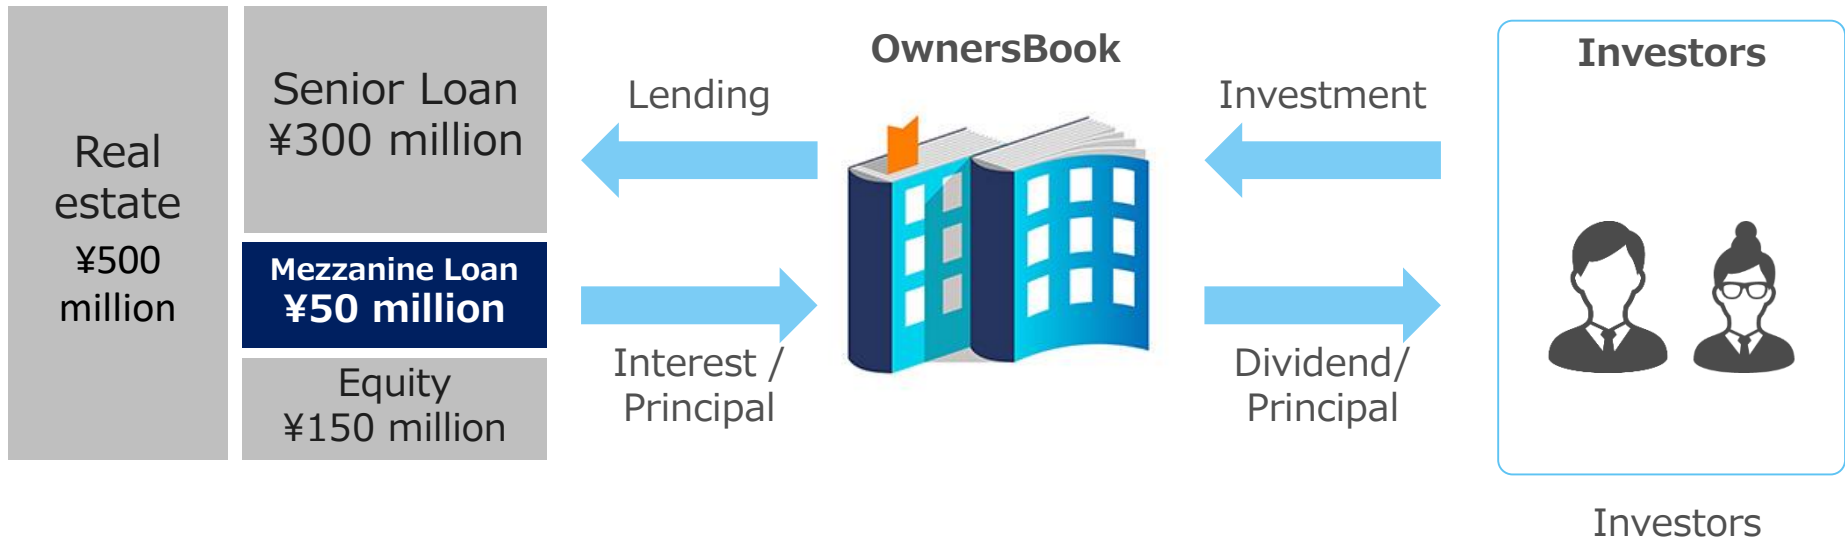 Real
estate
¥500
million
Senior Loan
¥300 million
Mezzanine Loan
¥50 million
Equity
¥150 million
Lending
Interest /
Principal
OwnersBook
Investment
Dividend/
Principal
Investors
Investors